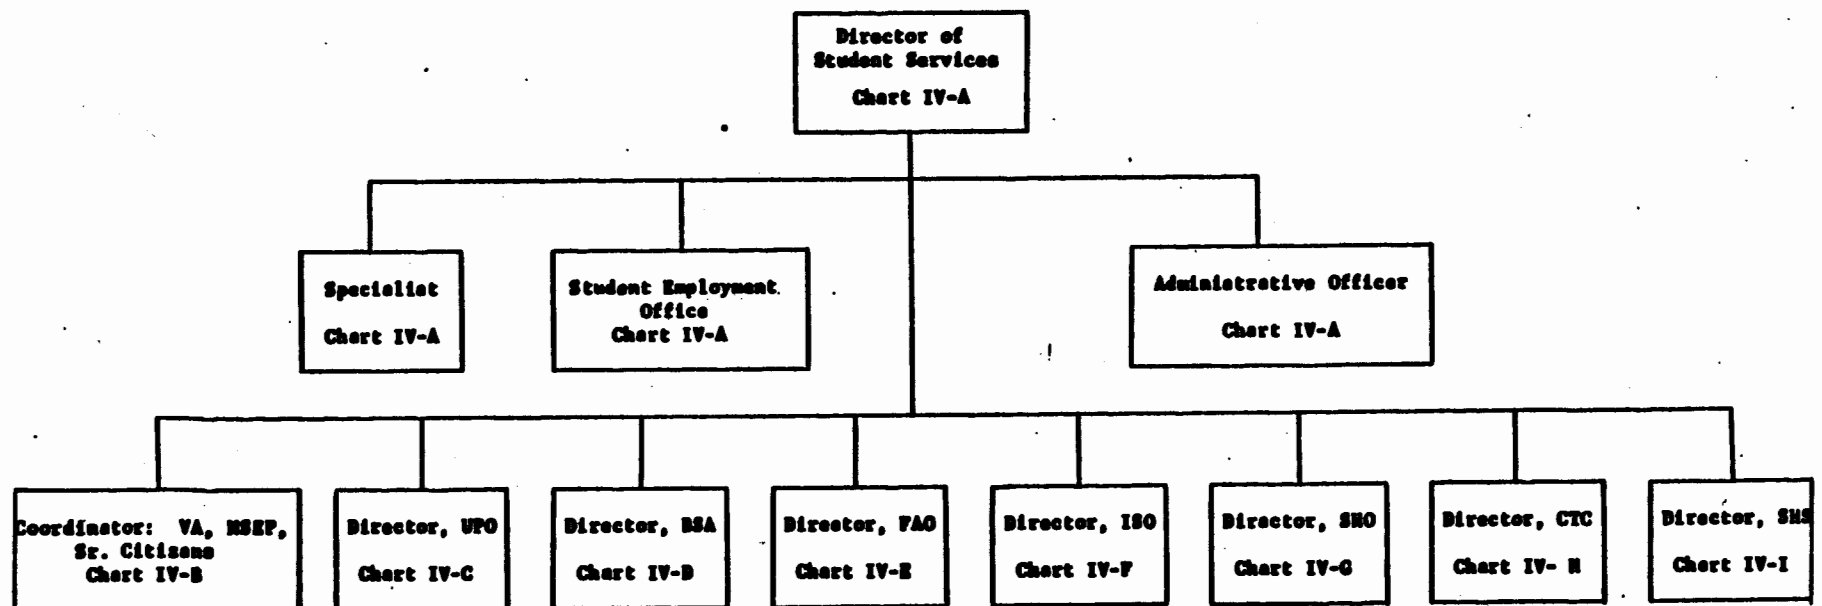 Director of
Student Services
Chart IV-A
Specialist
Chart IV-A
Student Employment
Office
Chart IV-A
Administrative Officer
Chart IV-A
Coordinator: VA, NSEP,
Sr. Citizens
Chart IV-B
Director, UPO
Chart IV-C
Director, BSA
Chart IV-D
Director, FAO
Chart IV-E
Director, ISO
Chart IV-F
Director, SHO
Chart IV-G
Director, CTC
Chart IV- H
Director, SHS
Chart IV-I